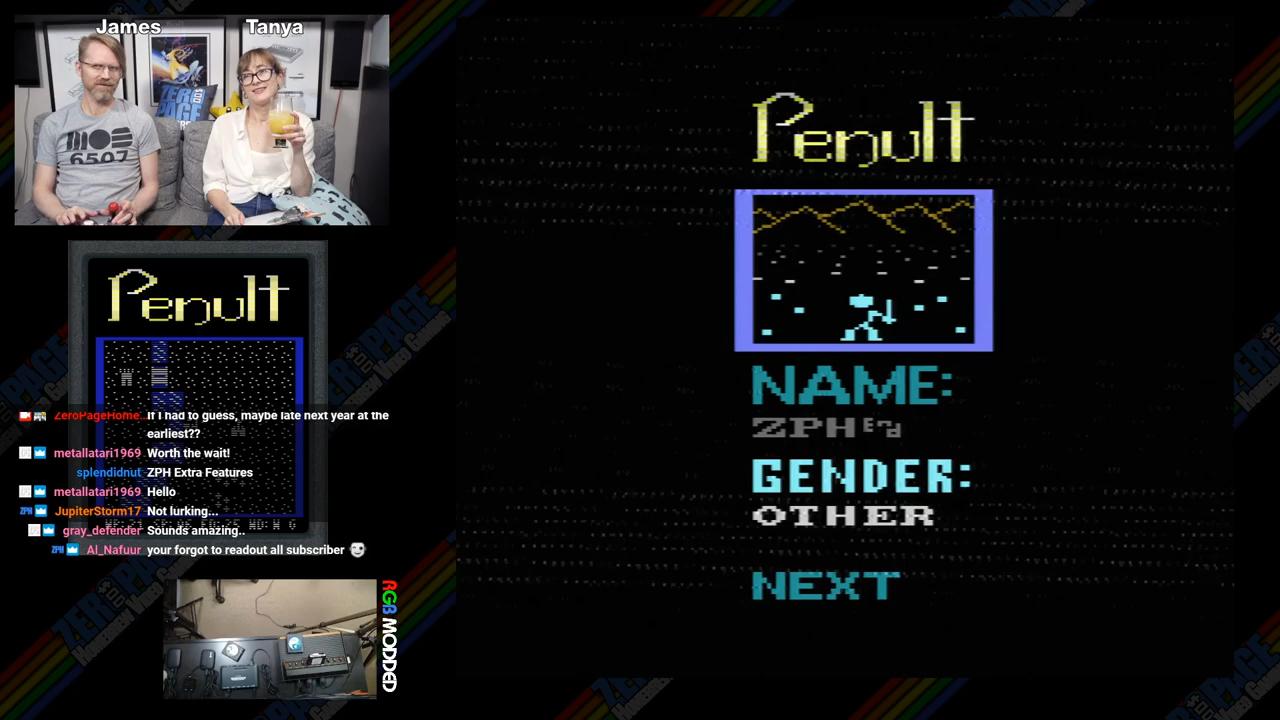 James
Tanya
MOS
6507
Penult
Penult
NAME:
GENDER:
OTHER
NEXT
ZeroPageHome.. If I had to guess, maybe late next year at the
earliest??
metallatari1969 Worth the wait!
splendidnut ZPH Extra Features
metallatari1969 Hello
JupiterStorm17 Not lurking...
gray_defender Sounds amazing..
Al_Nafuur your forgot to readout all subscriber
RGB MODDED